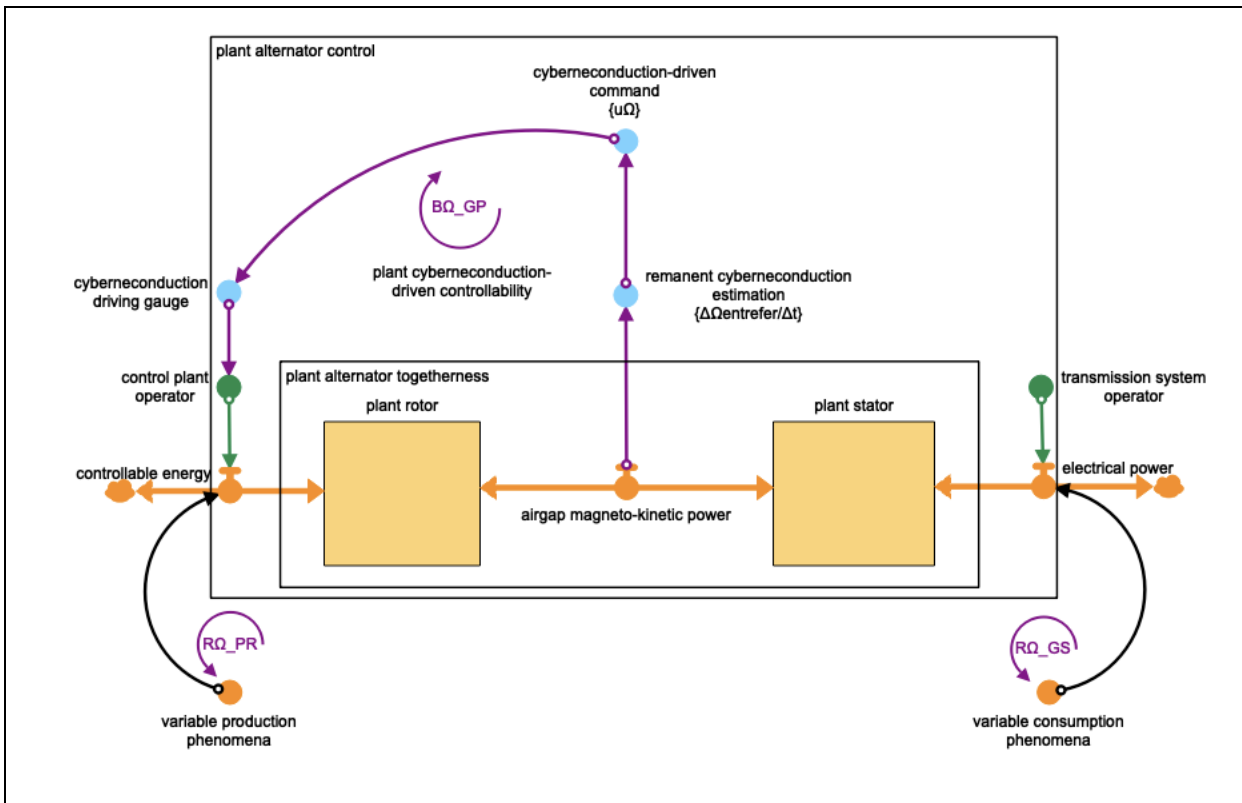 plant alternator control
cyberneconduction-driven
command
{uΩ}
BΩ_GP
plant cyberneconduction-
driven controllability
cyberneconduction
driving gauge
remanent cyberneconduction
estimation
{ΔΩentrefer/Δt}
control plant
operator
plant alternator togetherness
transmission system
operator
plant rotor
plant stator
controllable energy
electrical power
airgap magneto-kinetic power
RΩ_PR
RΩ_GS
variable production
phenomena
variable consumption
phenomena